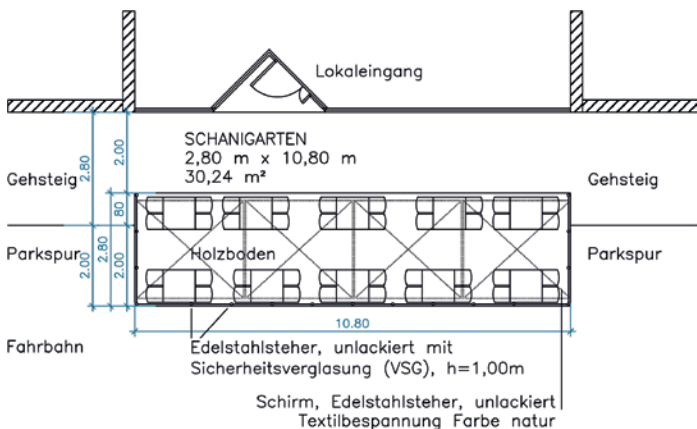 Lokaleingang
SCHANIGARTEN
2,80 m x 10,80 m
30,24 m²
2.80
2.00
Gehsteig
Gehsteig
80
2.80
Parkspur
2.00
2.00
Holzboden
Parkspur
10.80
Fahrbahn
Edelstahlsteher, unlackiert mit
Sicherheitsverglasung (VSG), h=1,00m
Schirm, Edelstahlsteher, unlackiert
Textilbespannung Farbe natur